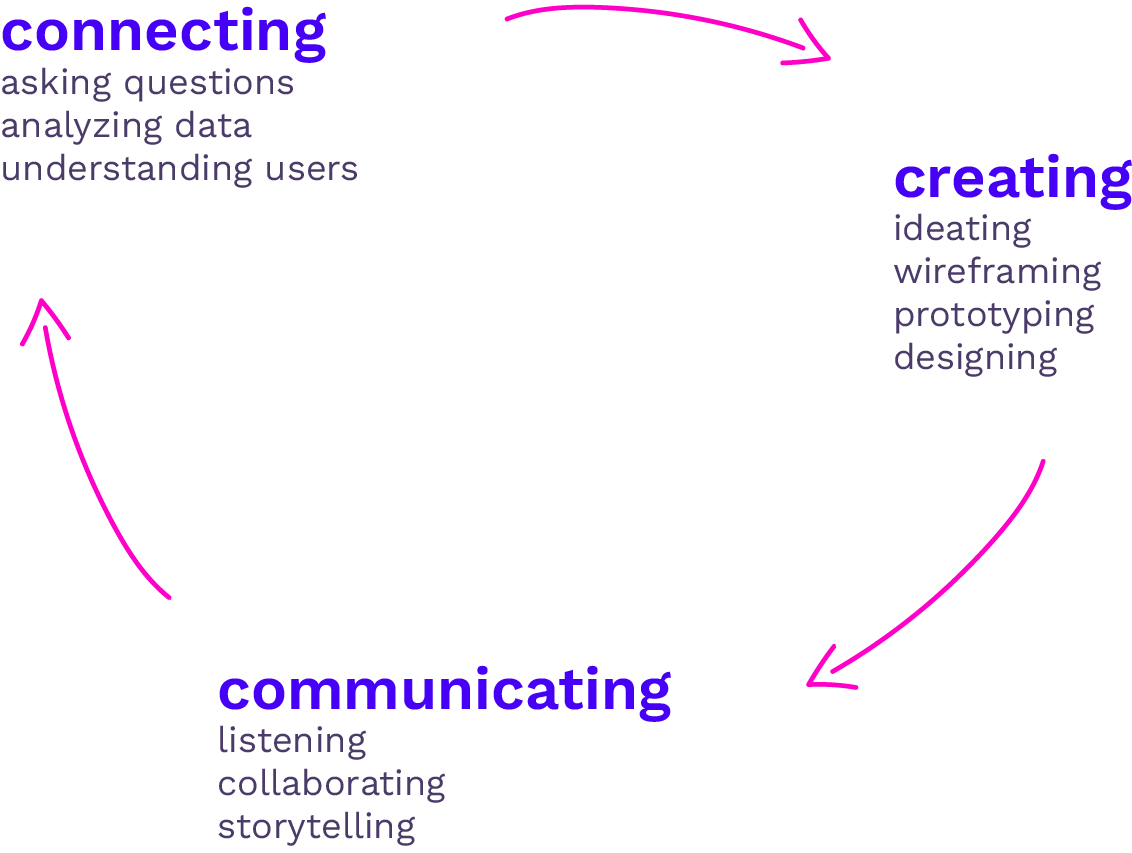 connecting
asking questions
analyzing data
understanding users
creating
ideating
wireframing
prototyping
designing
communicating
listening
collaborating
storytelling